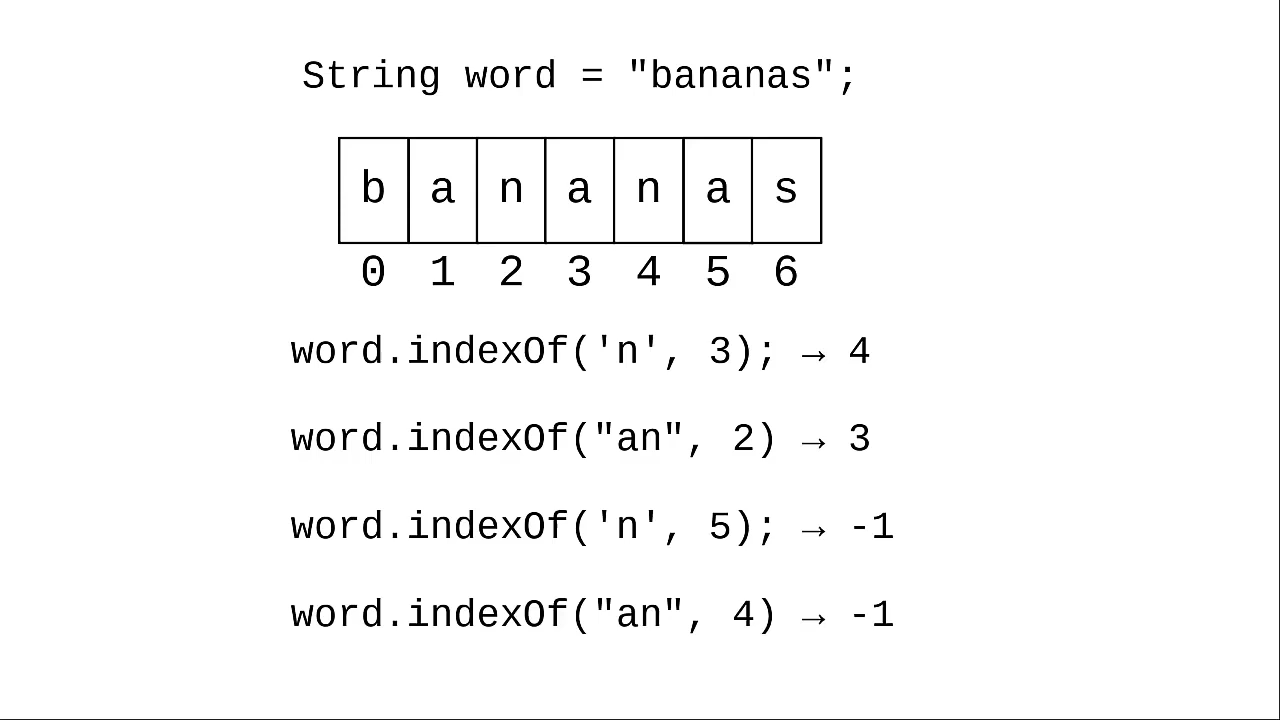 String word = "bananas";
b a n a n a s
0 1 2 3 4 5 6
word.indexOf('n', 3); → 4
word.indexOf("an", 2) → 3
word.indexOf('n', 5); → -1
word.indexOf("an", 4) → -1